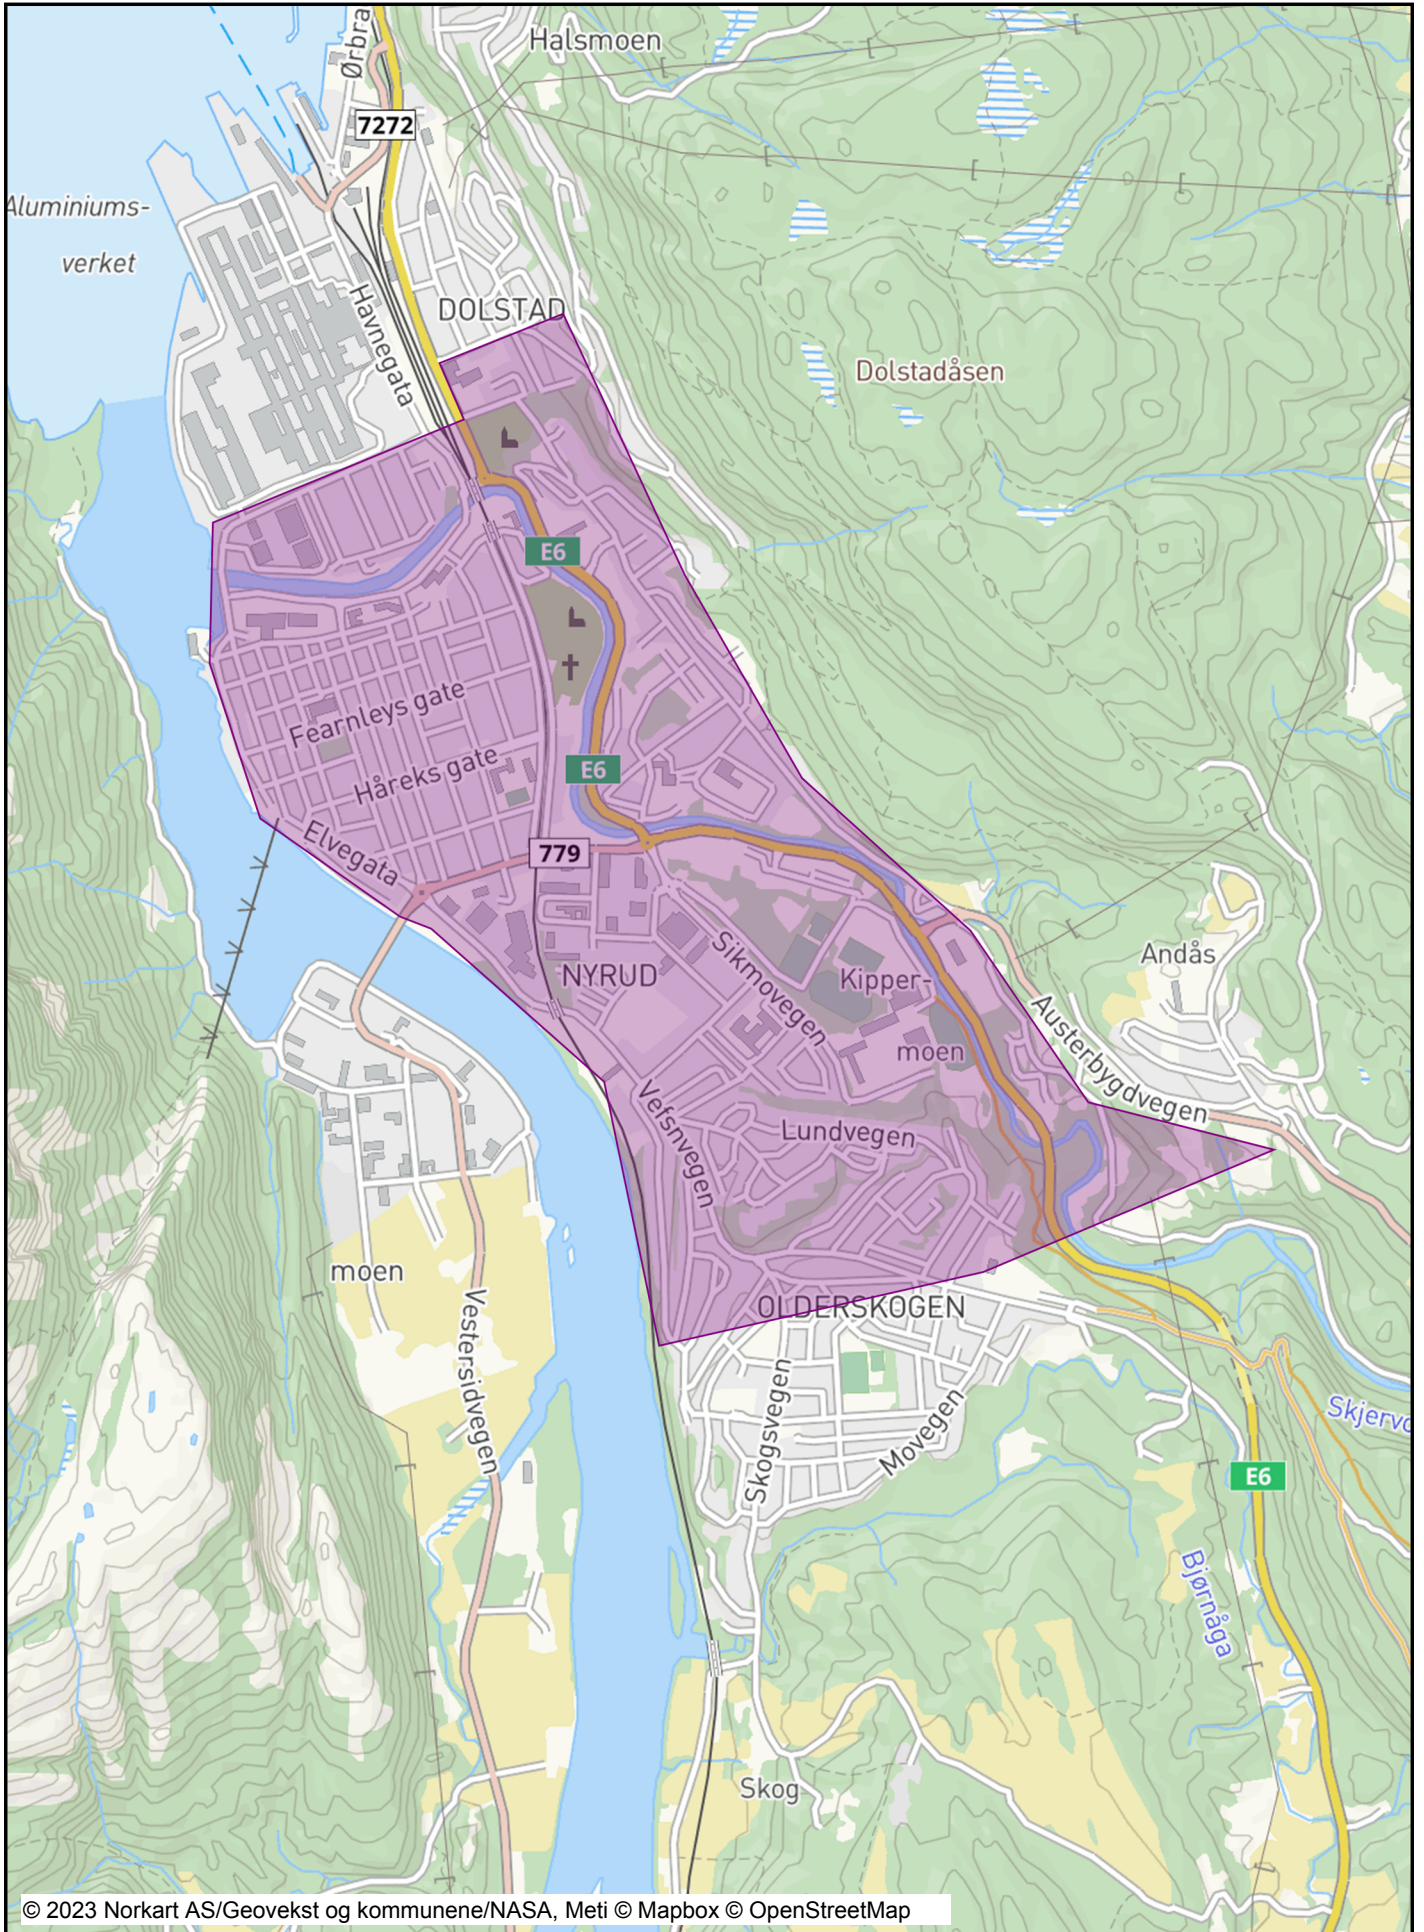 Ørbra
Halsmoen
7272
Aluminiums-
verket
Havnegata
DOLSTAD
Dolstadåsen
E6
Fearnleys gate
Håreks gate
E6
Elvegata
779
NYRUD
Sikmovegen
Kipper-
moen
Andås
Austerbygdvegen
Vefsnvegen
Lundvegen
moen
Vestersidvegen
OLDERSKOGEN
Skogsvegen
Movegen
Skjervo
E6
Bjørnåga
Skog
© 2023 Norkart AS/Geovekst og kommunene/NASA, Meti © Mapbox © OpenStreetMap